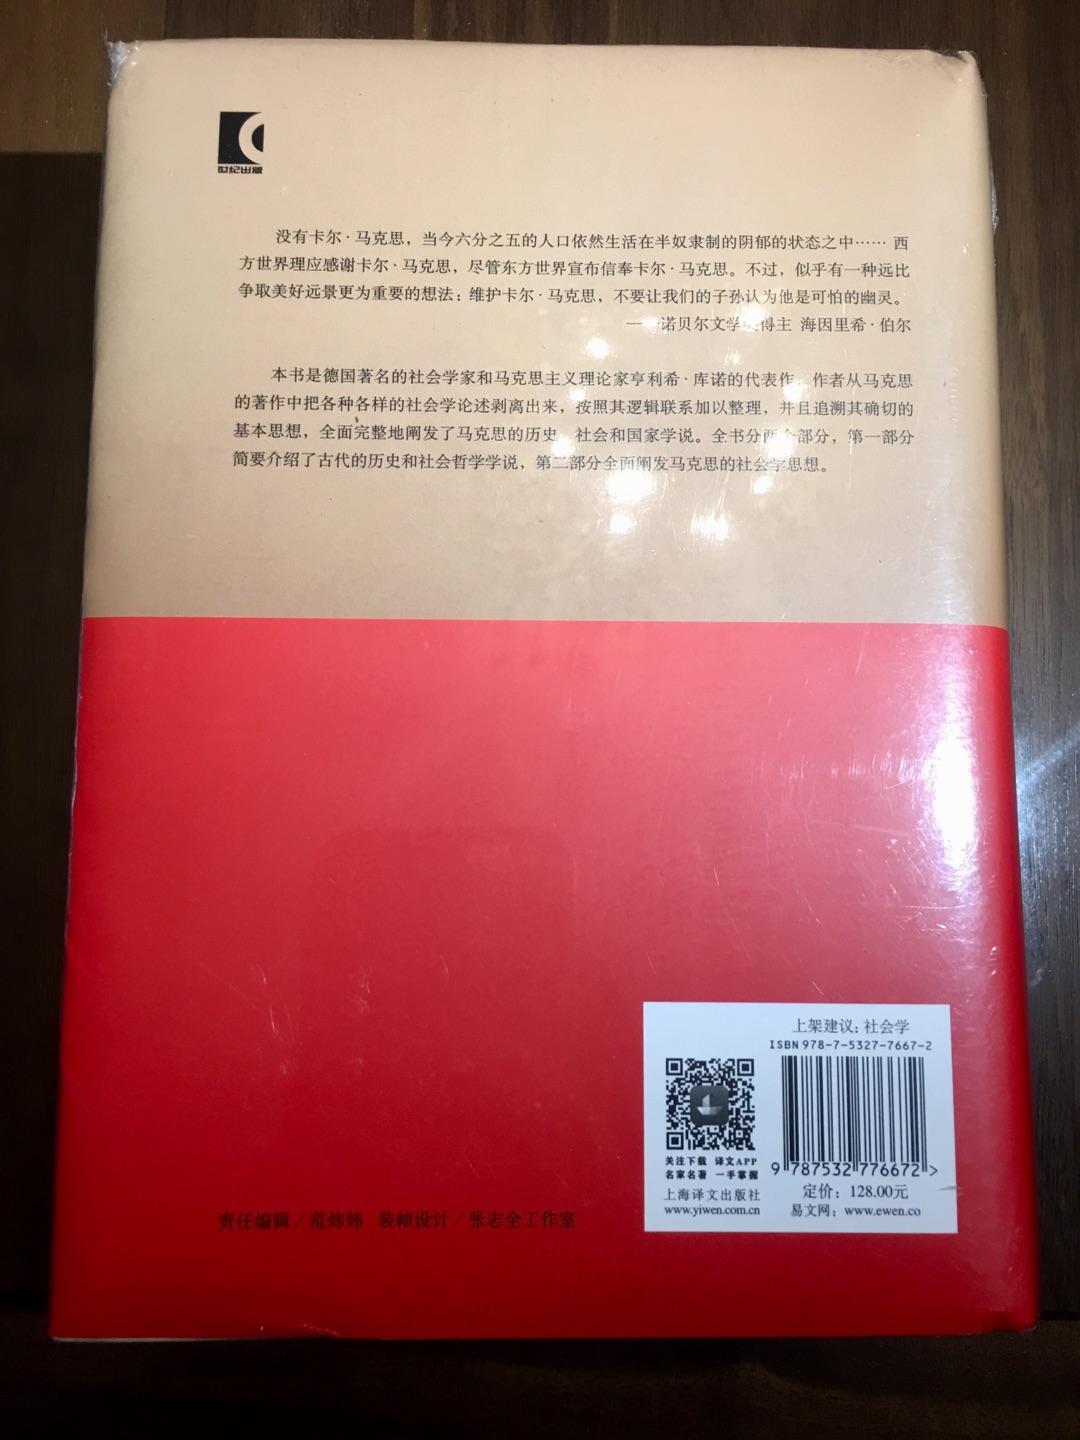 世纪出版
没有卡尔·马克思，当今六分之五的人口依然生活在半奴隶制的阴郁的状态之中…… 西
方世界理应感谢卡尔·马克思，尽管东方世界宣布信奉卡尔·马克思。不过，似乎有一种远比
争取美好远景更为重要的想法：维护卡尔·马克思，不要让我们的子孙认为他是可怕的幽灵。
—诺贝尔文学得主 海因里希·伯尔
本书是德国著名的社会学家和马克思主义理论家亨利希·库诺的代表作。作者从马克思
的著作中把各种各样的社会学论述剥离出来，按照其逻辑联系加以整理，并且追溯其确切的
基本思想，全面完整地阐发了马克思的历史、社会和国家学说。全书分两个部分，第一部分
简要介绍了古代的历史和社会哲学学说，第二部分全面阐发马克思的社会学思想。
上架建议：社会学
ISBN 978-7-5327-7667-2
关注下载 译文APP
名家名著 一手掌握
9 787532 776672 >
上海译文出版社
www.yiwen.com.cn
定价：128.00元
易文网：www.ewen.co
责任编辑／范炜炜 装帧设计／张志全工作室